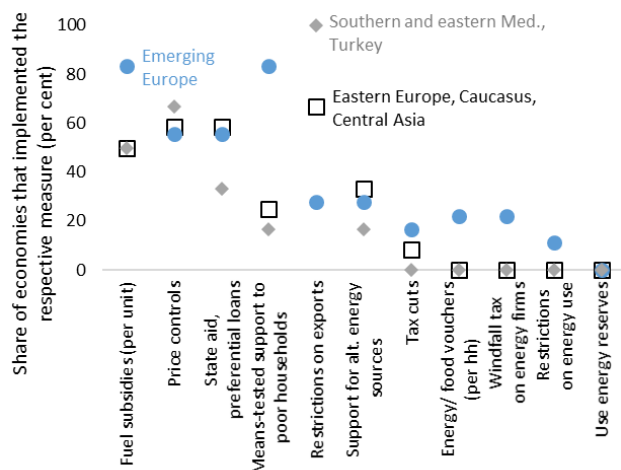 Share of economies that implemented the
respective measure (per cent)
100
80
60
40
20
0
Southern and eastern Med.,
Turkey
Emerging
Europe
Eastern Europe, Caucasus,
Central Asia
Fuel subsidies (per unit)
Price controls
State aid,
preferential loans
Means-tested support to
poor households
Restrictions on exports
Support for alt. energy
sources
Tax cuts
Energy/ food vouchers
(per hh)
Windfall tax
on energy firms
Restrictions
on energy use
Use energy reserves